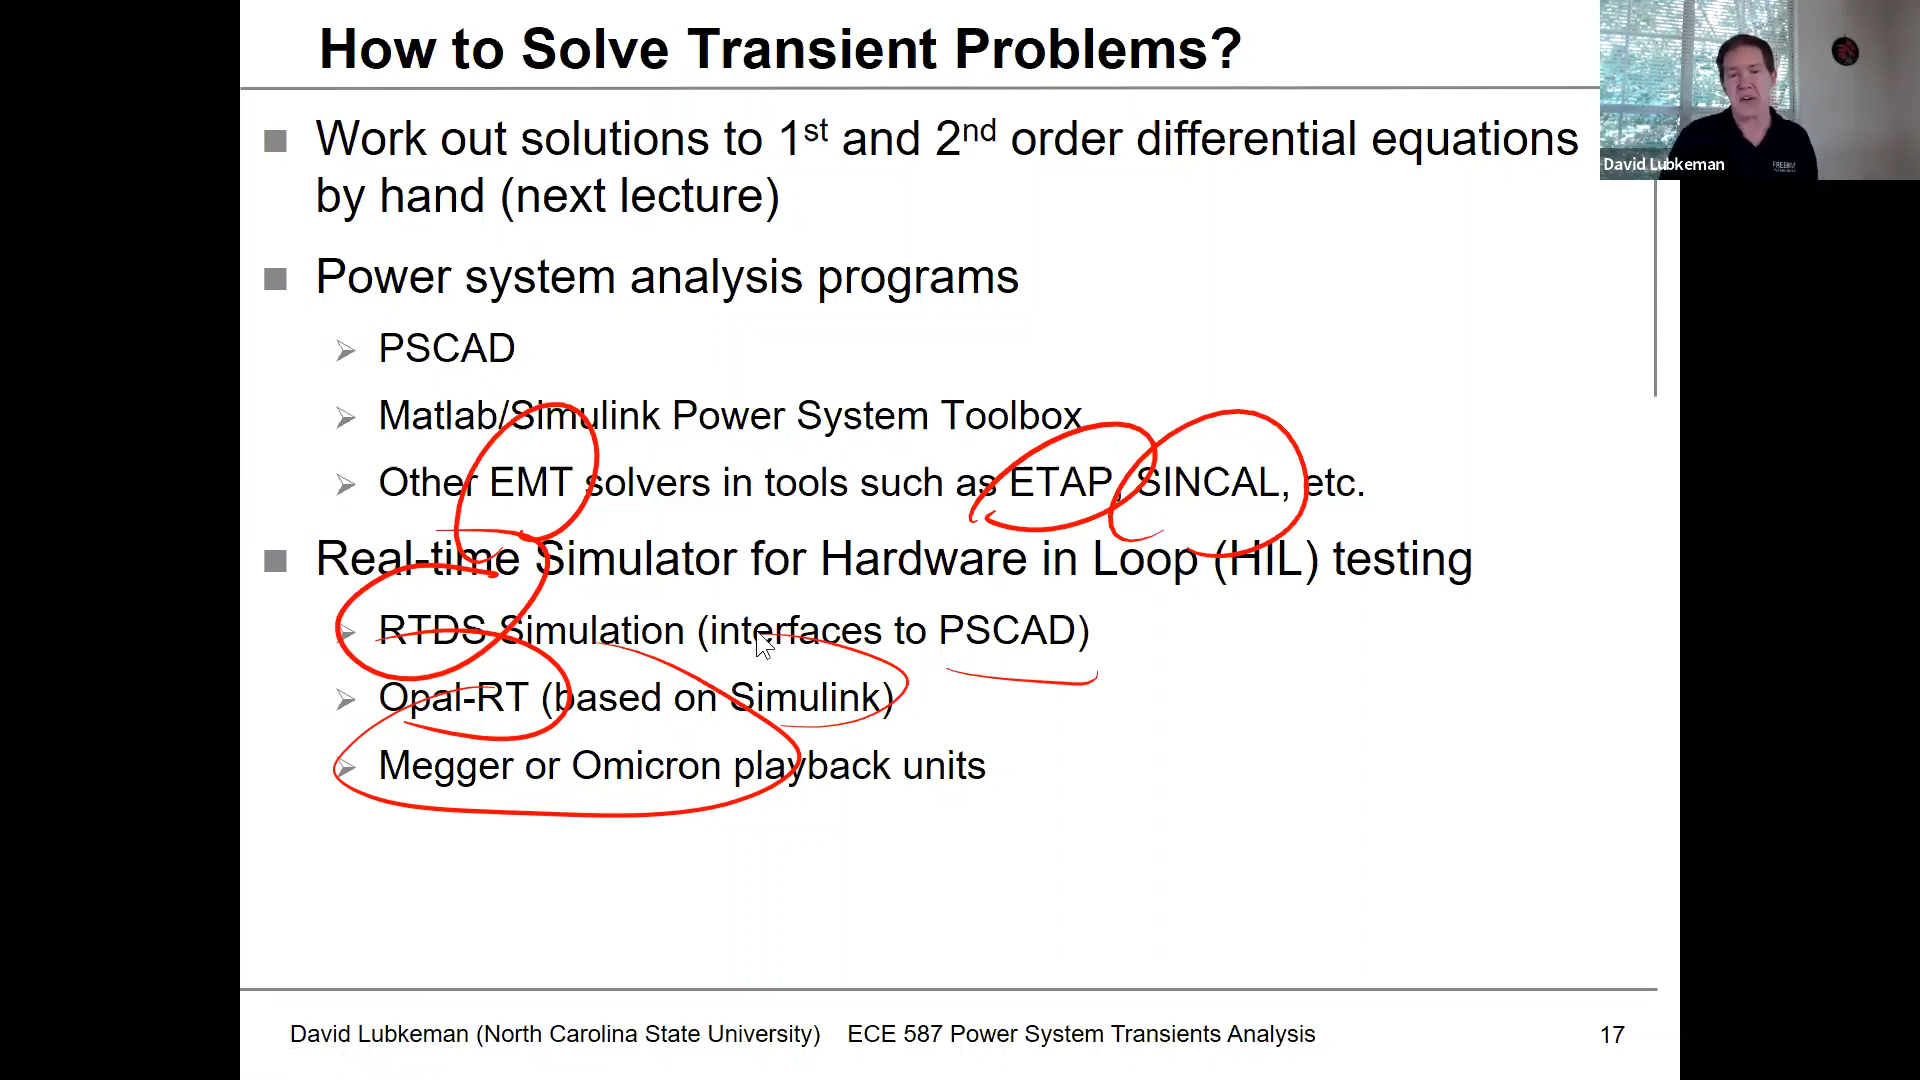 How to Solve Transient Problems?
Work out solutions to 1st and 2nd order differential equations
by hand (next lecture)
Power system analysis programs
PSCAD
Matlab/Simulink Power System Toolbox
Other EMT solvers in tools such as ETAP, SINCAL, etc.
Real-time Simulator for Hardware in Loop (HIL) testing
RTDS Simulation (interfaces to PSCAD)
Opal-RT (based on Simulink)
Megger or Omicron playback units
David Lubkeman
David Lubkeman (North Carolina State University) ECE 587 Power System Transients Analysis
17